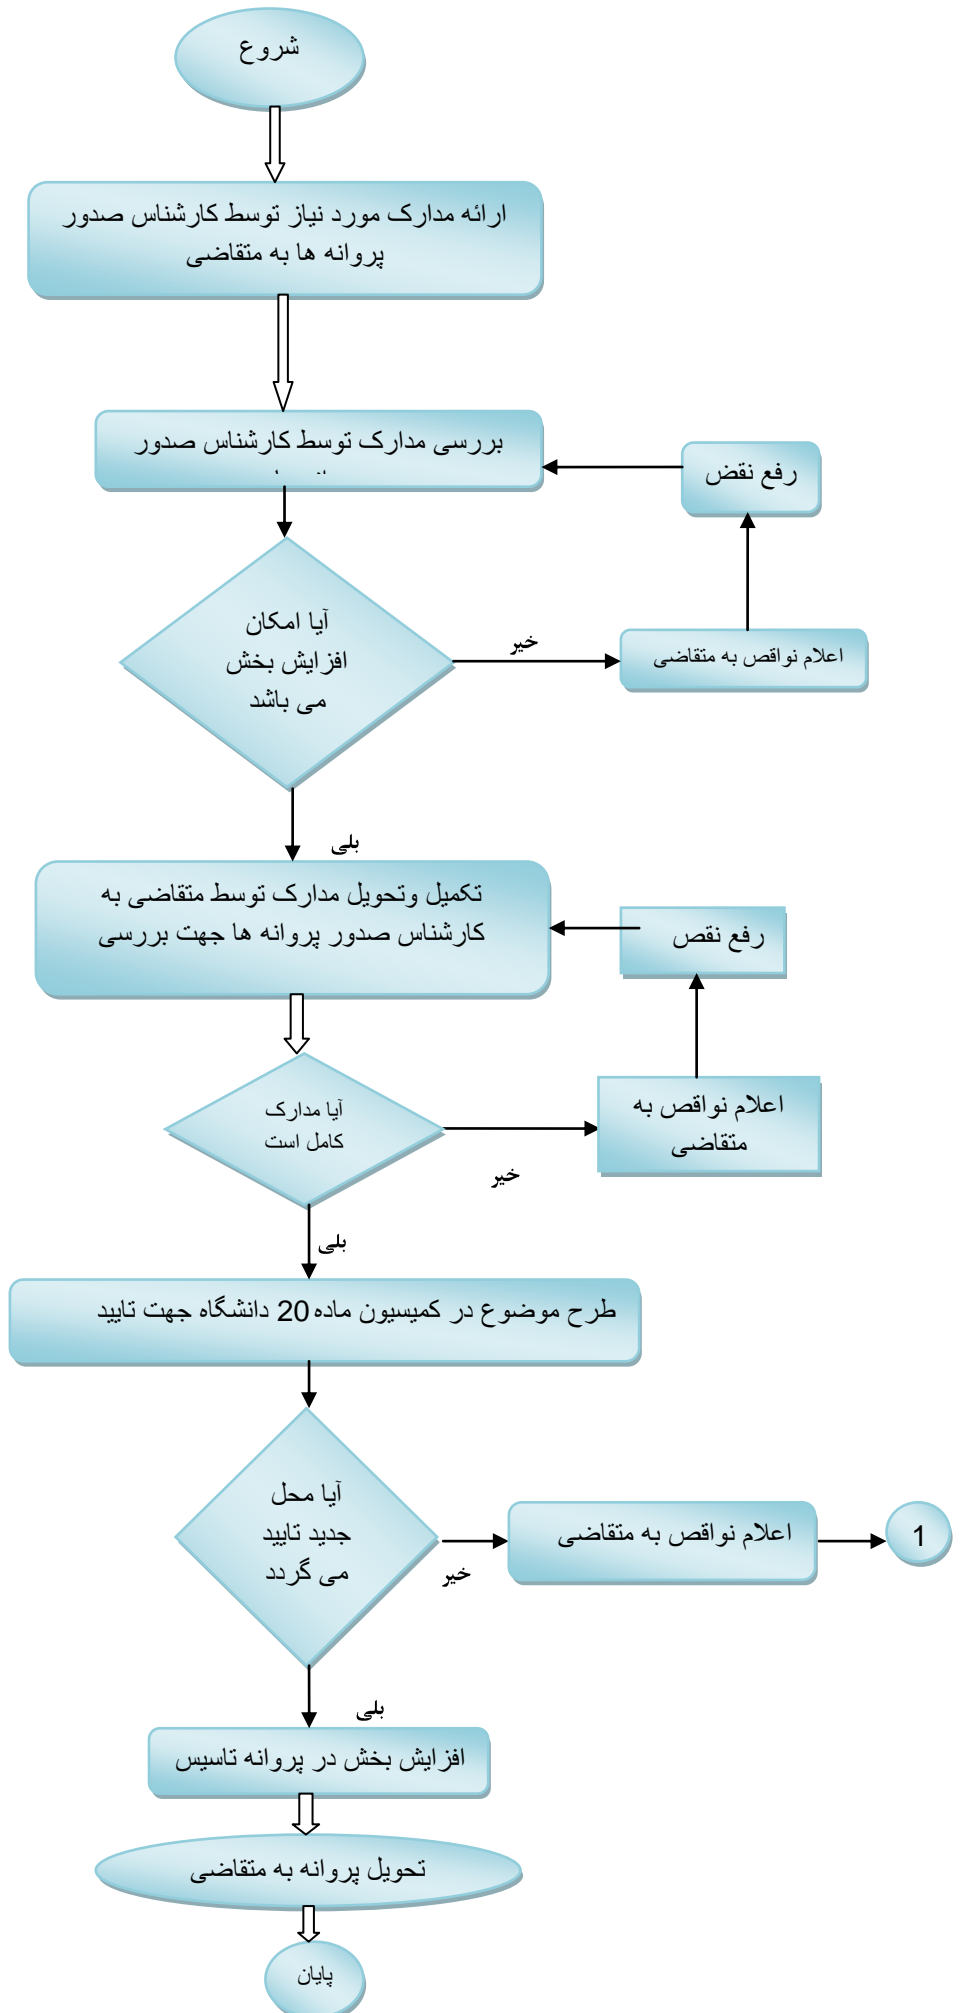 شروع
ارائه مدارک مورد نیاز توسط کارشناس صدور
پروانه ها به متقاضی
بررسی مدارک توسط کارشناس صدور
رفع نقض
آیا امکان
افزایش بخش
می باشد
خیر
اعلام نواقص به متقاضی
بلی
تکمیل وتحویل مدارک توسط متقاضی به
کارشناس صدور پروانه ها جهت بررسی
رفع نقص
آیا مدارک
کامل است
خیر
اعلام نواقص به
متقاضی
بلی
طرح موضوع در کمیسیون ماده 20 دانشگاه جهت تایید
آیا محل
جدید تایید
می گردد
خیر
اعلام نواقص به متقاضی
1
بلی
افزایش بخش در پروانه تاسیس
تحویل پروانه به متقاضی
پایان